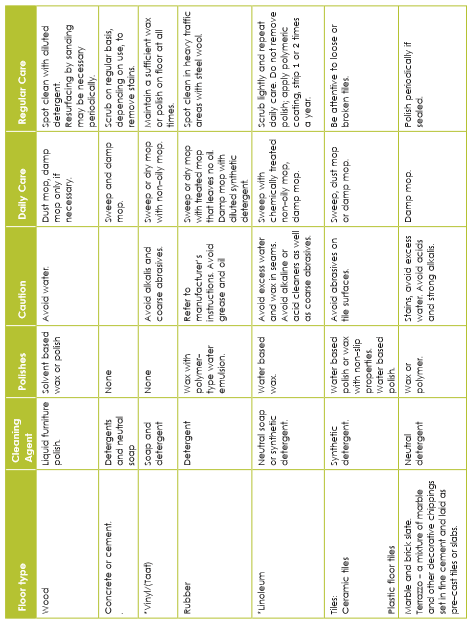 Floor type
Cleaning
Agent
Polishes
Caution
Daily Care
Regular Care
Wood
Liquid furniture
polish.
Solvent based
wax or polish
Avoid water.
Dust mop, damp
mop only if
necessary.
Spot clean with diluted
detergent.
Resurfacing by sanding
may be necessary
periodically.
Concrete or cement.
.
Detergents
and neutral
soap
None
Sweep and damp
mop.
Scrub on regular basis,
depending on use, to
remove stains.
*Vinyl/(Taaf)
Soap and
detergent
None
Avoid alkalis and
coarse abrasives.
Sweep or dry mop
with non-oily mop.
Maintain a sufficient wax
or polish on floor at all
times.
Rubber
Detergent
Wax with
polymer-
type water
emulsion.
Refer to
manufacturer's
instructions. Avoid
grease and oil
Sweep or dry mop
with treated mop
that leaves no oil.
Damp mop with
diluted synthetic
detergent.
Spot clean in heavy traffic
areas with steel wool.
*Linoleum
Neutral soap
or synthetic
detergent.
Water based
wax.
Avoid excess water
and wax in seams.
Avoid alkaline or
acid cleaners as well
as coarse abrasives.
Sweep with
chemically treated
non-oily mop,
damp mop.
Scrub lightly and repeat
daily care. Do not remove
polish; apply polymeric
coating, strip 1 or 2 times
a year.
Tiles:
Ceramic tiles
Plastic floor tiles
Synthetic
detergent.
Water based
polish or wax
with non-slip
properties.
Water based
polish.
Avoid abrasives on
tile surfaces.
Sweep, dust mop
or damp mop.
Be attentive to loose or
broken tiles.
Marble and brick slate.
Terrazzo – a mixture of marble
and other decorative chippings
set in fine cement and laid as
pre-cast tiles or slabs.
Neutral
detergent
Wax or
polymer.
Stains, avoid excess
water. Avoid acids
and strong alkalis.
Damp mop.
Polish periodically if
sealed.